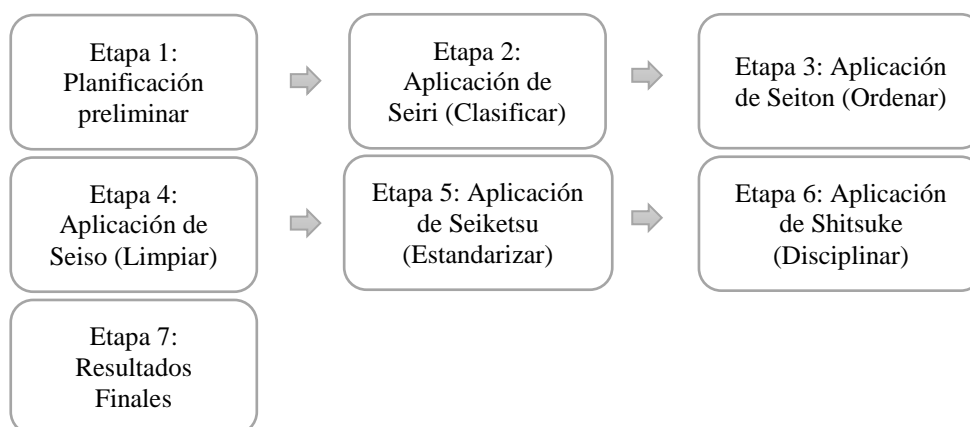 Etapa 1:
Planificación
preliminar
Etapa 2:
Aplicación de
Seiri (Clasificar)
Etapa 3: Aplicación
de Seiton (Ordenar)
Etapa 4:
Aplicación de
Seiso (Limpiar)
Etapa 5: Aplicación
de Seiketsu
(Estandarizar)
Etapa 6: Aplicación
de Shitsuke
(Disciplinar)
Etapa 7:
Resultados
Finales